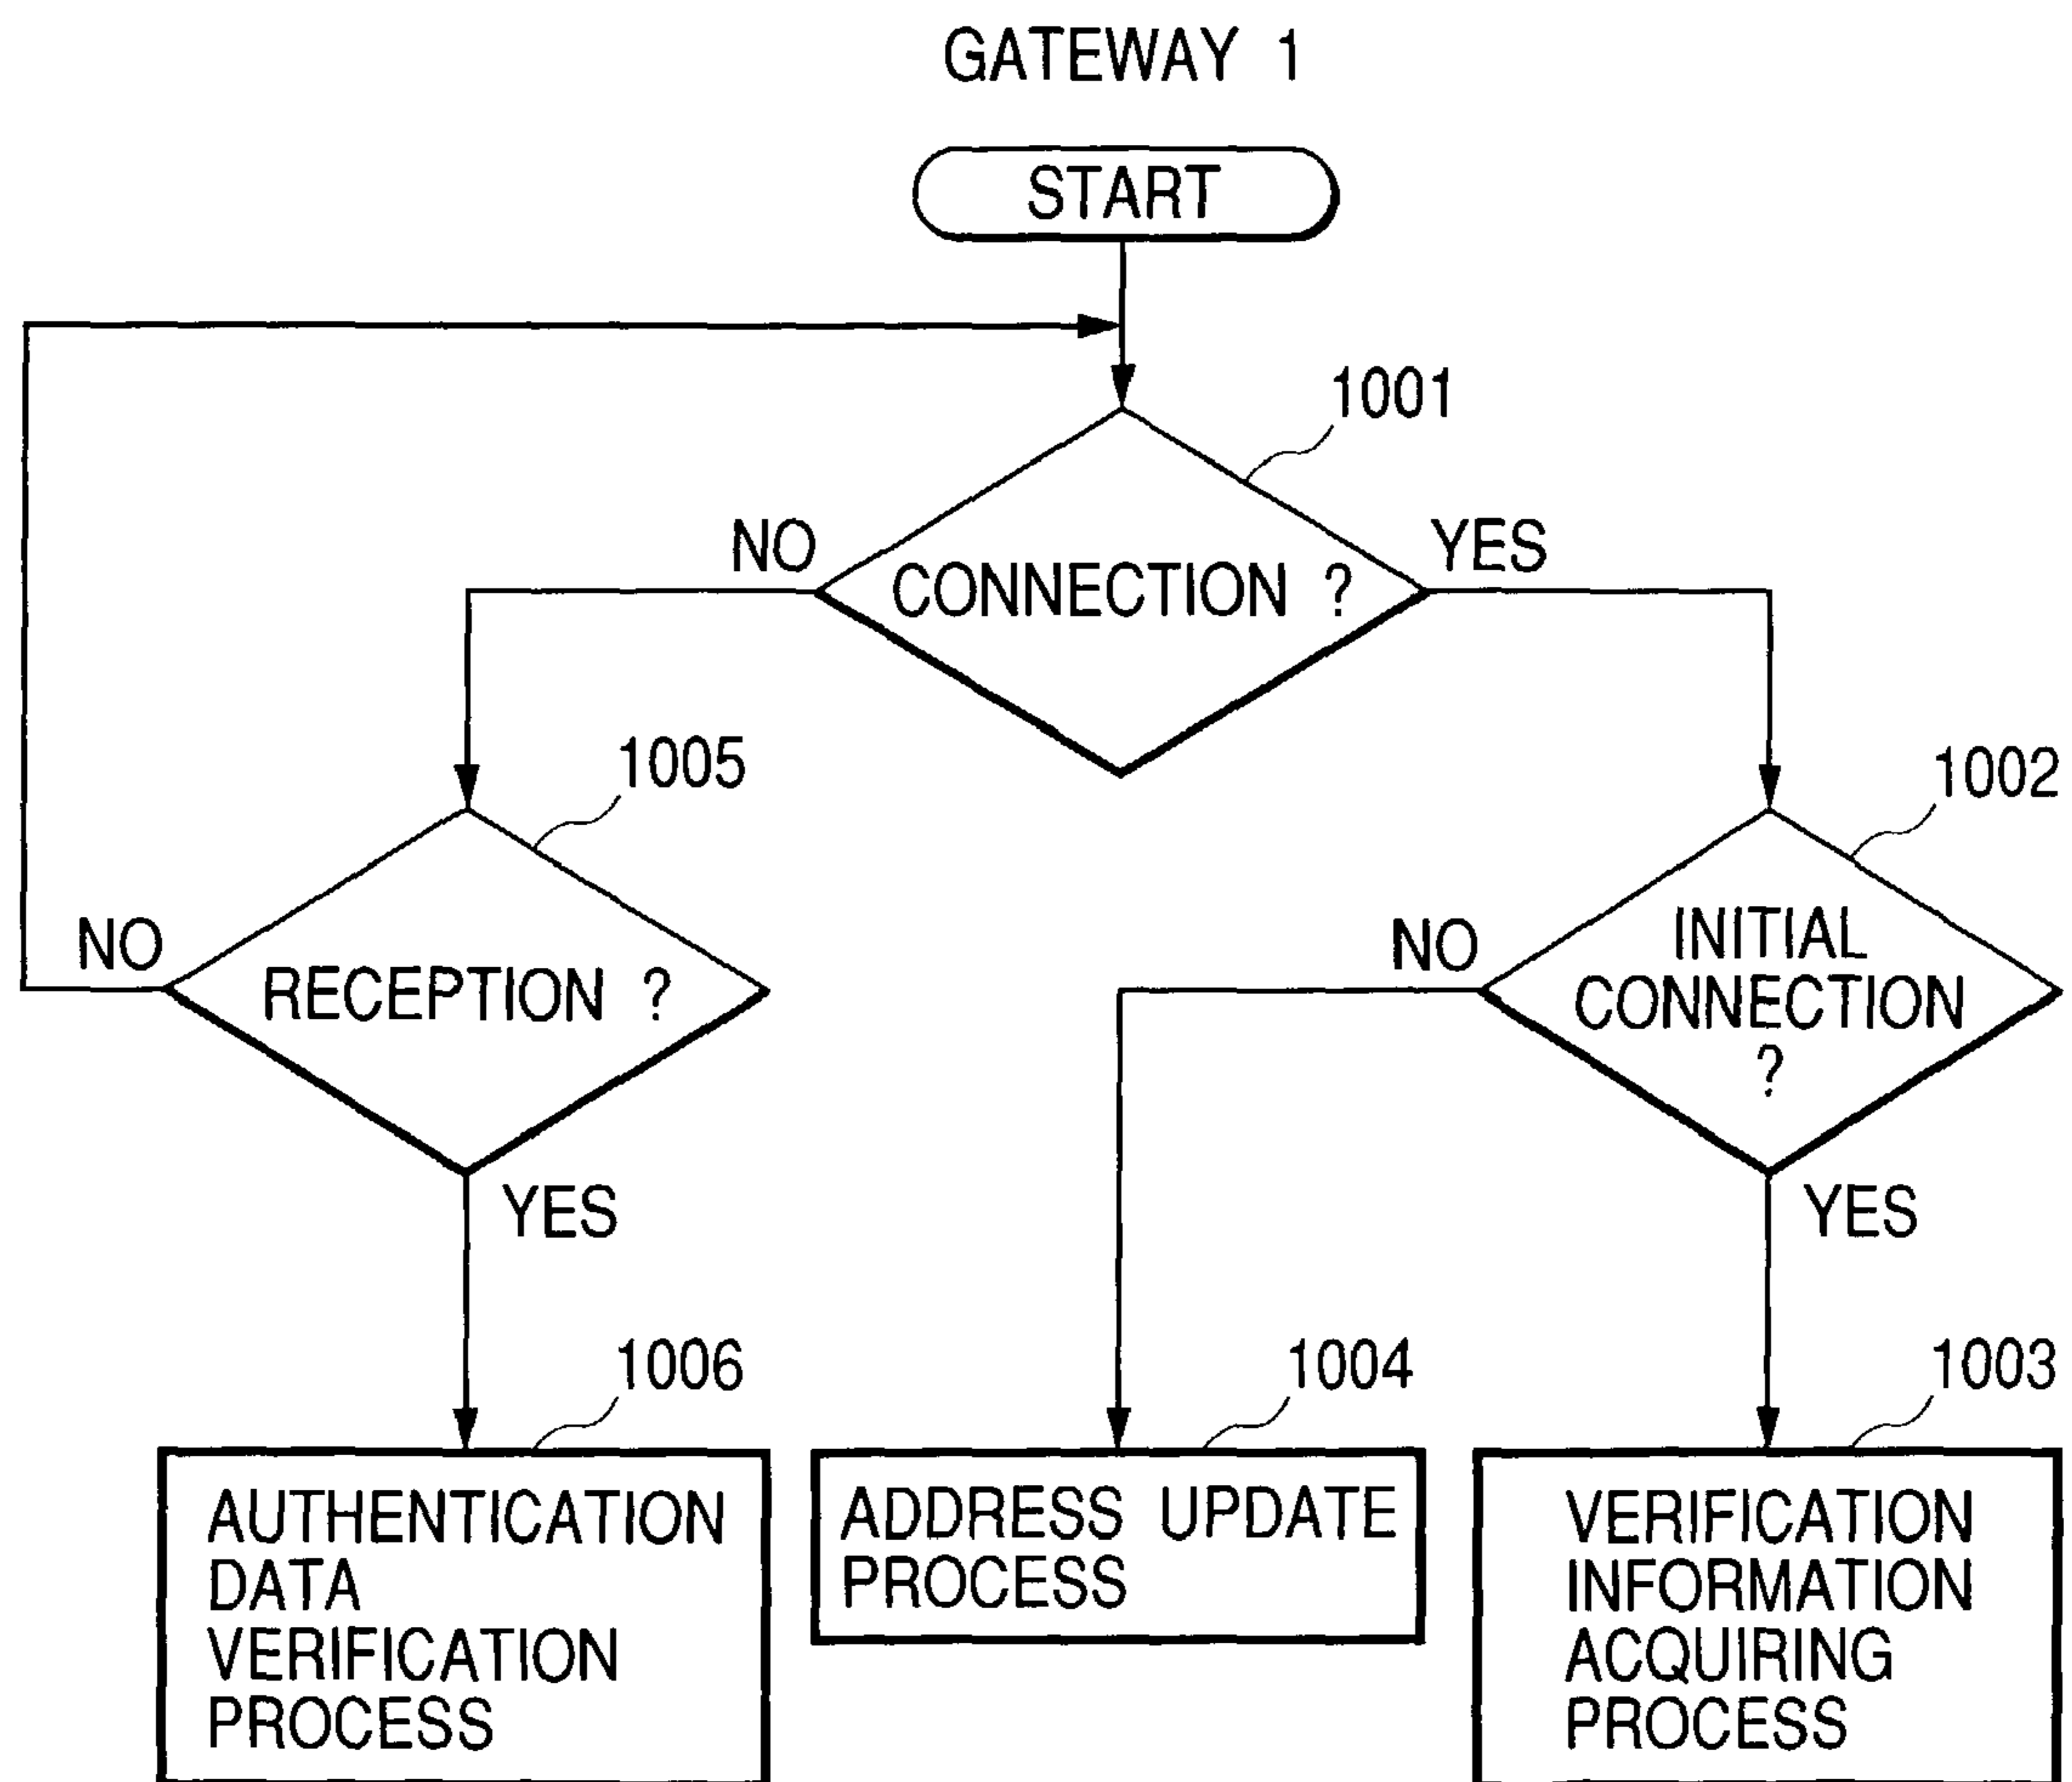 GATEWAY 1
START
1001
NO
YES
CONNECTION ?
1005
1002
NO
RECEPTION ?
YES
NO
INITIAL
CONNECTION
?
YES
1006
1004
1003
AUTHENTICATION
DATA
VERIFICATION
PROCESS
ADDRESS UPDATE
PROCESS
VERIFICATION
INFORMATION
ACQUIRING
PROCESS